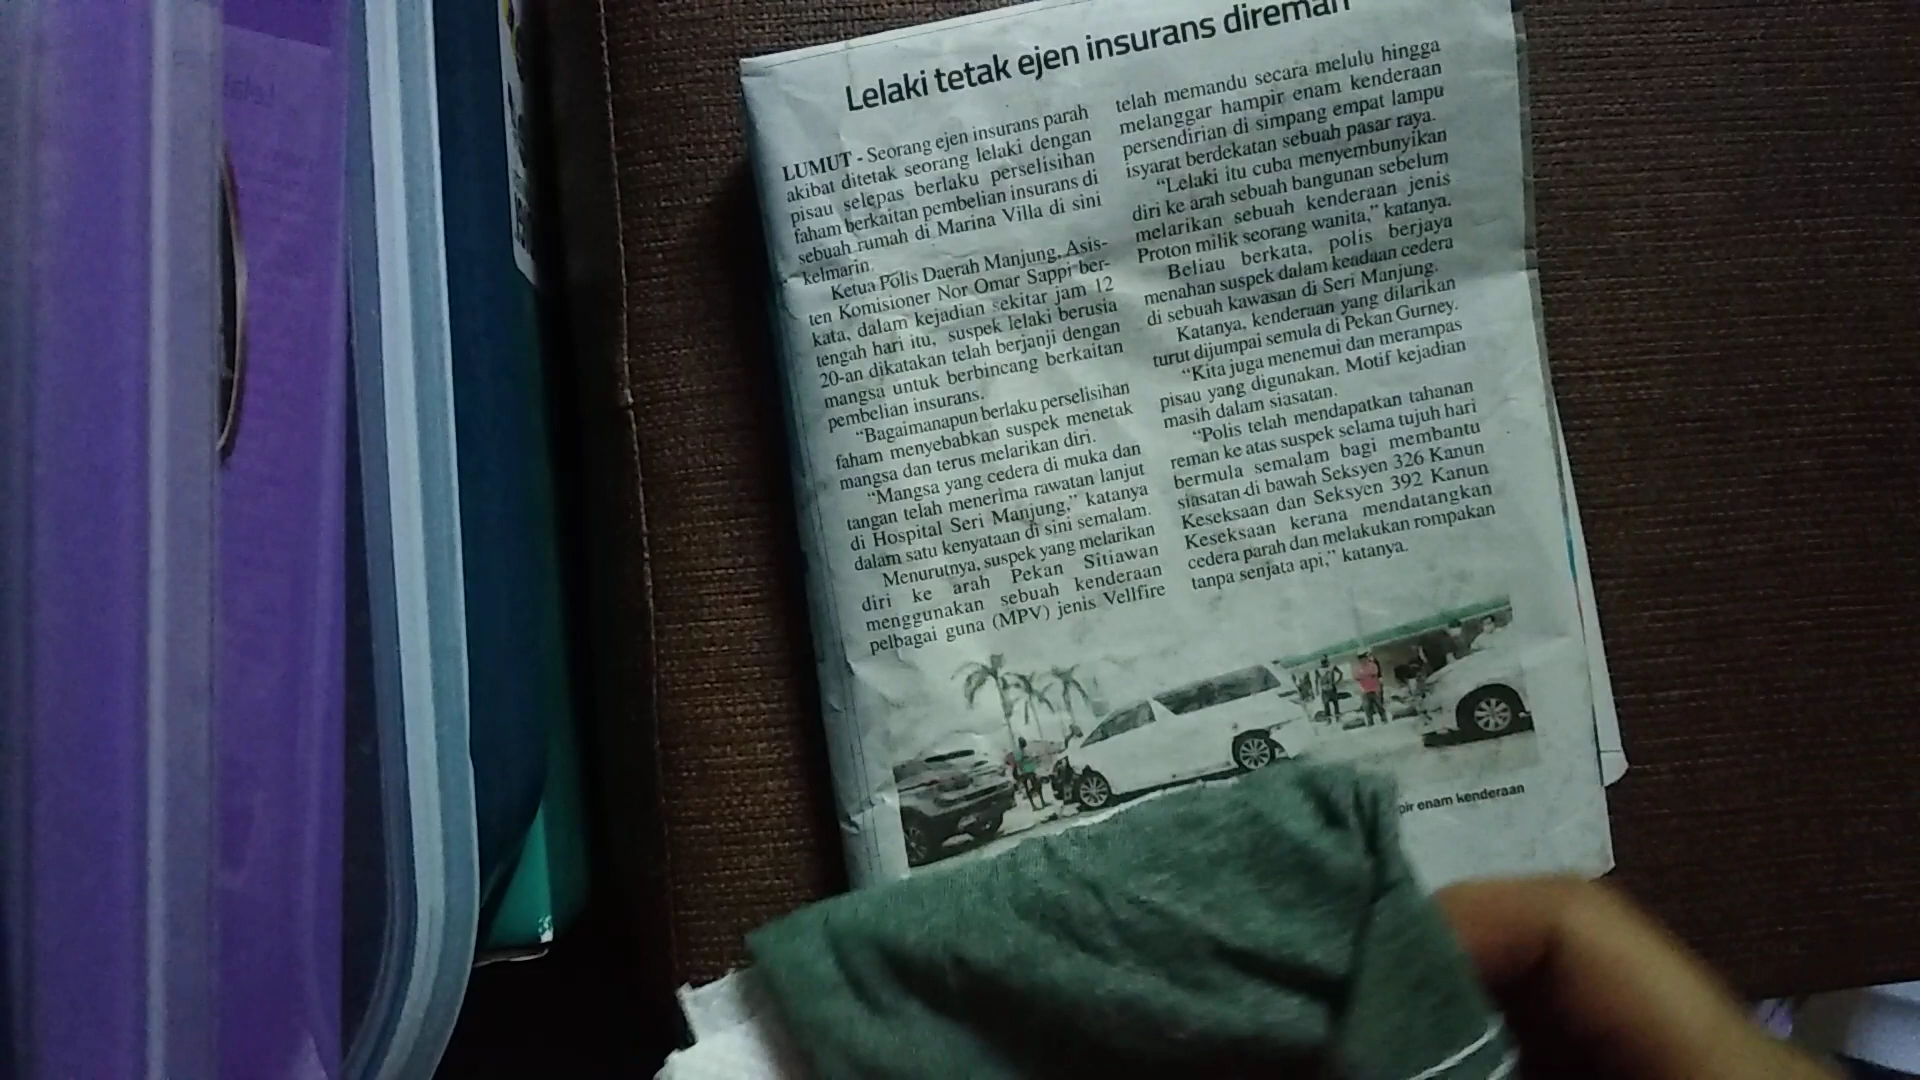 Lelaki tetak ejen insurans direman
LUMUT - Seorang ejen insurans parah
akibat ditetak seorang lelaki dengan
pisau selepas berlaku perselisihan
faham berkaitan pembelian insurans di
sebuah rumah di Marina Villa di sini
kelmarin.
Ketua Polis Daerah Manjung, Asis-
ten Komisioner Nor Omar Sappi ber-
kata, dalam kejadian sekitar jam 12
tengah hari itu, suspek lelaki berusia
20-an dikatakan telah berjanji dengan
mangsa untuk berbincang berkaitan
pembelian insurans.
“Bagaimanapun berlaku perselisihan
faham menyebabkan suspek menetak
mangsa dan terus melarikan diri.
“Mangsa yang cedera di muka dan
tangan telah menerima rawatan lanjut
di Hospital Seri Manjung,” katanya
dalam satu kenyataan di sini semalam.
Menurutnya, suspek yang melarikan
diri ke arah Pekan Sitiawan
menggunakan sebuah kenderaan
pelbagai guna (MPV) jenis Vellfire
telah memandu secara melulu hingga
melanggar hampir enam kenderaan
persendirian di simpang empat lampu
isyarat berdekatan sebuah pasar raya.
“Lelaki itu cuba menyembunyikan
diri ke arah sebuah bangunan sebelum
melarikan sebuah kenderaan jenis
Proton milik seorang wanita,” katanya.
Beliau berkata, polis berjaya
menahan suspek dalam keadaan cedera
di sebuah kawasan di Seri Manjung.
Katanya, kenderaan yang dilarikan
turut dijumpai semula di Pekan Gurney.
“Kita juga menemui dan merampas
pisau yang digunakan. Motif kejadian
masih dalam siasatan.
“Polis telah mendapatkan tahanan
reman ke atas suspek selama tujuh hari
bermula semalam bagi membantu
siasatan di bawah Seksyen 326 Kanun
Keseksaan dan Seksyen 392 Kanun
Keseksaan kerana mendatangkan
cedera parah dan melakukan rompakan
tanpa senjata api,” katanya.
enam kenderaan